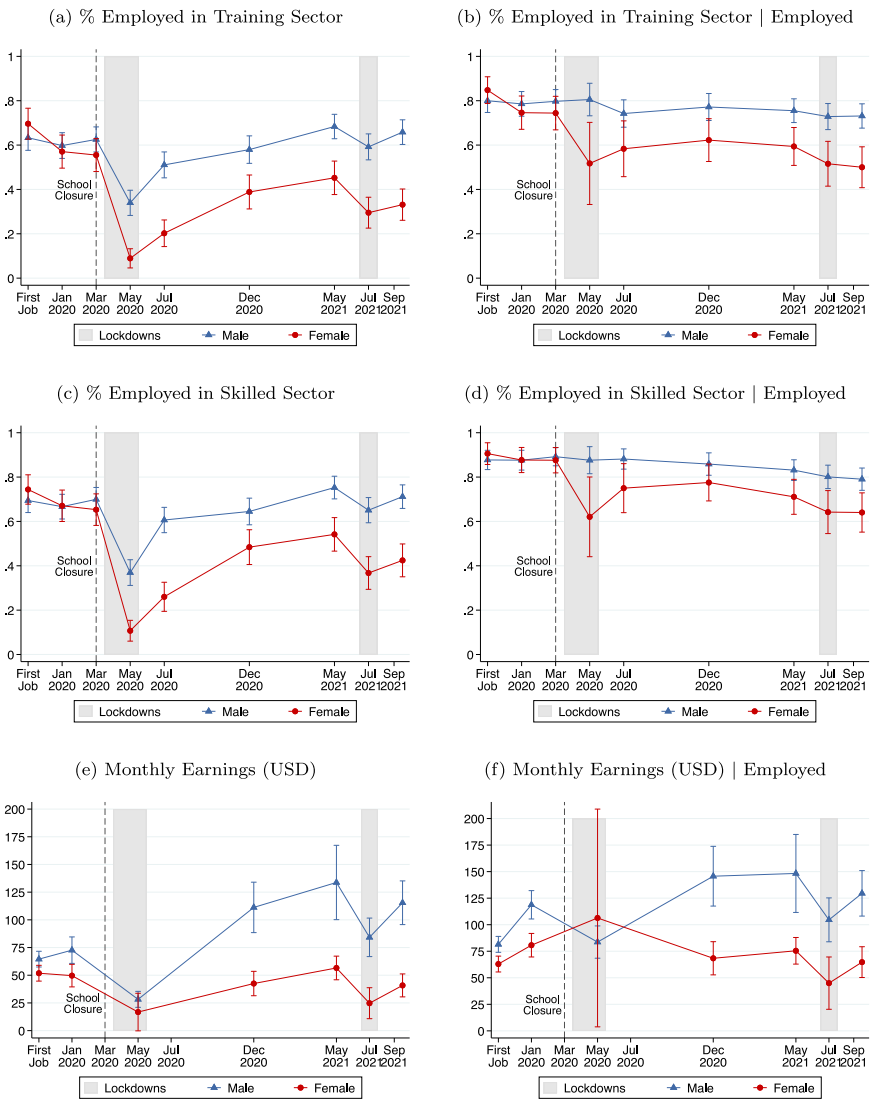 (a) % Employed in Training Sector
1
.8
.6
.4
.2
0
School
Closure
First Job
Jan 2020
Mar 2020
May 2020
Jul 2020
Dec 2020
May 2021
Jul 2021
Sep 2021
Lockdowns Male Female
(b) % Employed in Training Sector | Employed
1
.8
.6
.4
.2
0
School
Closure
First Job
Jan 2020
Mar 2020
May 2020
Jul 2020
Dec 2020
May 2021
Jul 2021
Sep 2021
Lockdowns Male Female
(c) % Employed in Skilled Sector
1
.8
.6
.4
.2
0
School
Closure
First Job
Jan 2020
Mar 2020
May 2020
Jul 2020
Dec 2020
May 2021
Jul 2021
Sep 2021
Lockdowns Male Female
(d) % Employed in Skilled Sector | Employed
1
.8
.6
.4
.2
0
School
Closure
First Job
Jan 2020
Mar 2020
May 2020
Jul 2020
Dec 2020
May 2021
Jul 2021
Sep 2021
Lockdowns Male Female
(e) Monthly Earnings (USD)
200
175
150
125
100
75
50
25
0
School
Closure
First Job
Jan 2020
Mar 2020
May 2020
Jul 2020
Dec 2020
May 2021
Jul 2021
Sep 2021
Lockdowns Male Female
(f) Monthly Earnings (USD) | Employed
200
175
150
125
100
75
50
25
0
School
Closure
First Job
Jan 2020
Mar 2020
May 2020
Jul 2020
Dec 2020
May 2021
Jul 2021
Sep 2021
Lockdowns Male Female